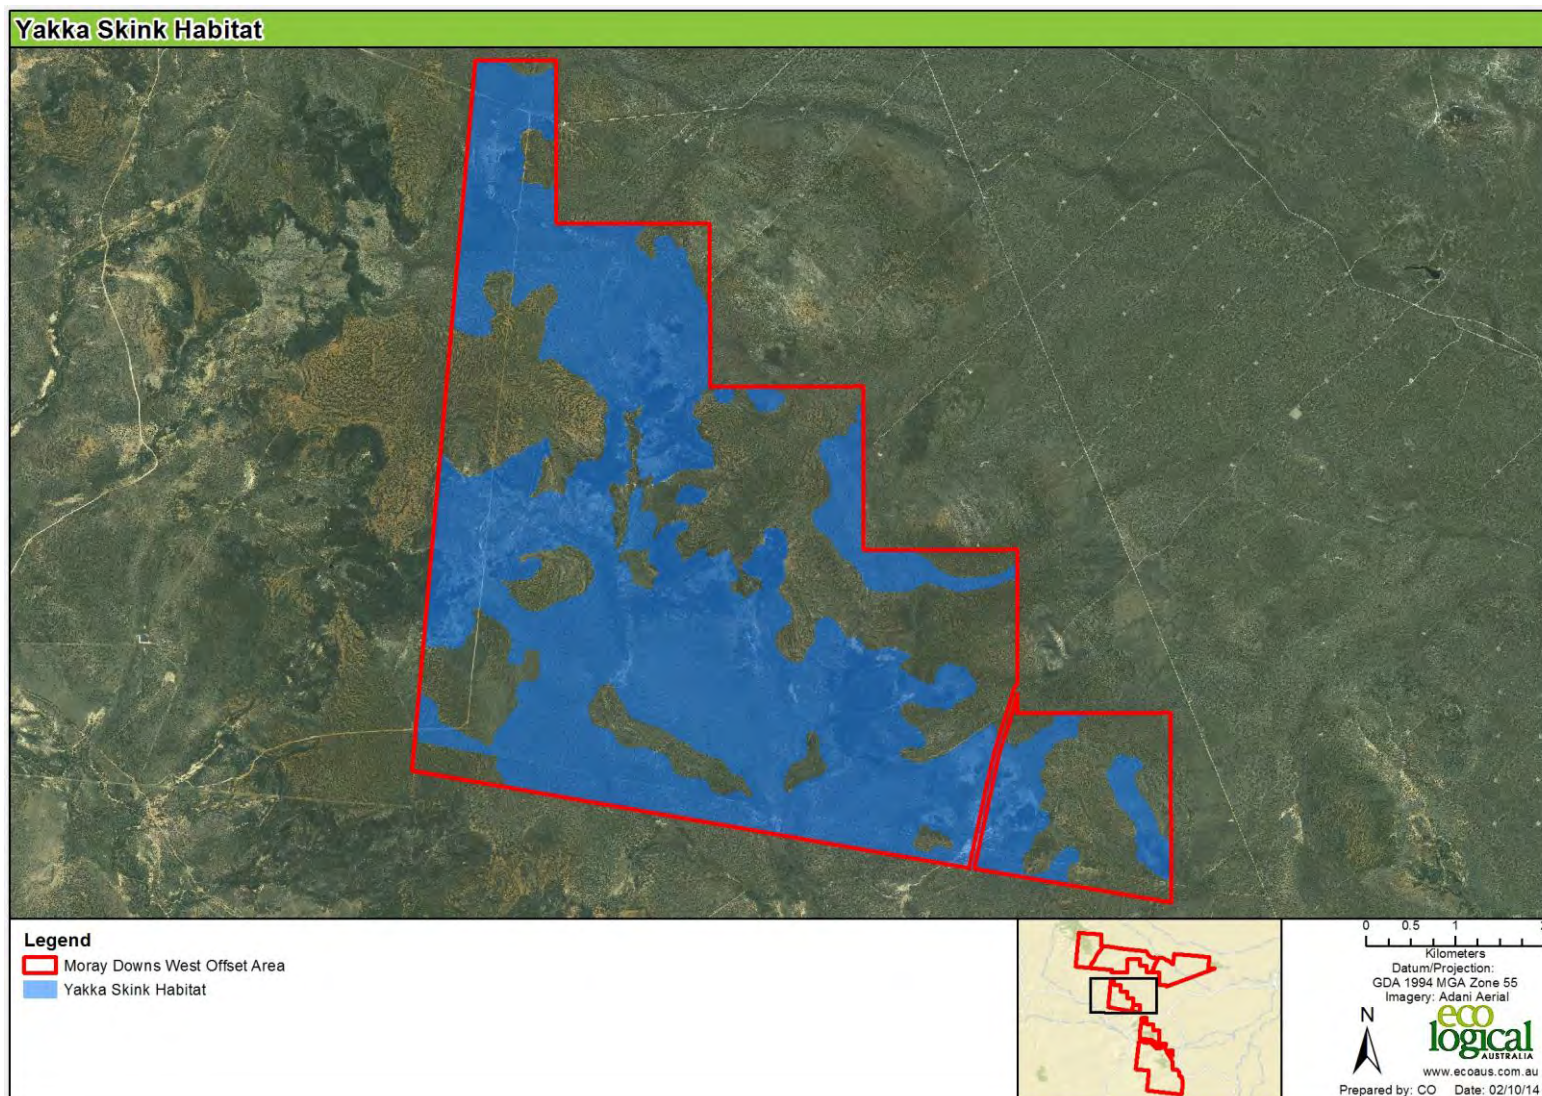 Yakka Skink Habitat
Legend
Moray Downs West Offset Area
Yakka Skink Habitat
0 0.5 1
Kilometers
Datum/Projection:
GDA 1994 MGA Zone 55
Imagery: Adani Aerial
N
eco
logical
AUSTRALIA
www.ecoaus.com.au
Prepared by: CO Date: 02/10/14